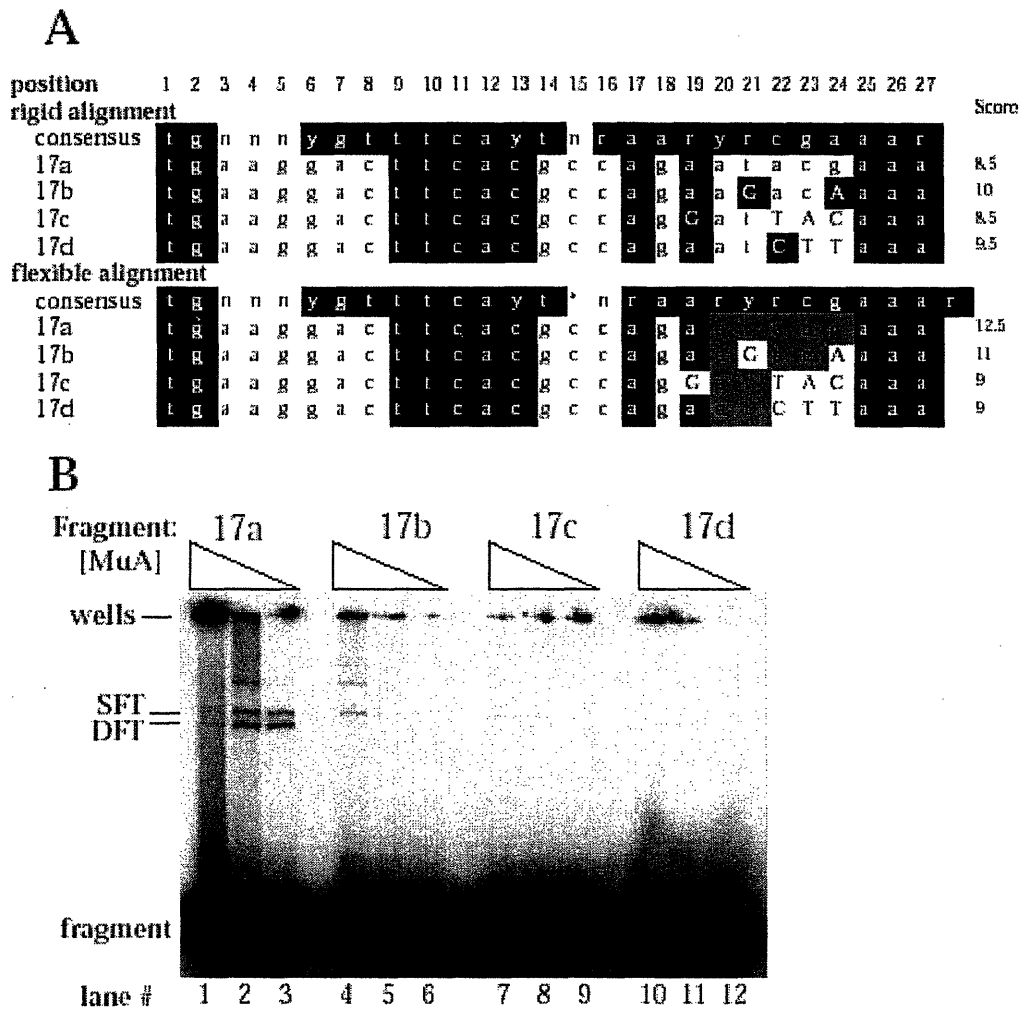 A
position 1 2 3 4 5 6 7 8 9 10 11 12 13 14 15 16 17 18 19 20 21 22 23 24 25 26 27
rigid alignment
Score
consensus t g n n n y g t t t c a y t n r a a r y r c g a a a r
17a t g a a g g a c t t c a c g c c a g a a t a c g a a a 8.5
17b t g a a g g a c t t c a c g c c a g a a G a c A a a a 10
17c t g a a g g a c t t c a c g c c a g G a t T A C a a a 8.5
17d t g a a g g a c t t c a c g c c a g a a t C T T a a a 9.5
flexible alignment
consensus t g n n n y g t t t c a y t * n r a a r y r c g a a a r
17a t g a a g g a c t t c a c g c c a g a a a a 12.5
17b t g a a g g a c t t c a c g c c a g a G A a a a 11
17c t g a a g g a c t t c a c g c c a g G T A C a a a 9
17d t g a a g g a c t t c a c g c c a g a C T T a a a 9
B
Fragment: 17a 17b 17c 17d
[MuA]
wells
SFT
DFT
fragment
lane # 1 2 3 4 5 6 7 8 9 10 11 12